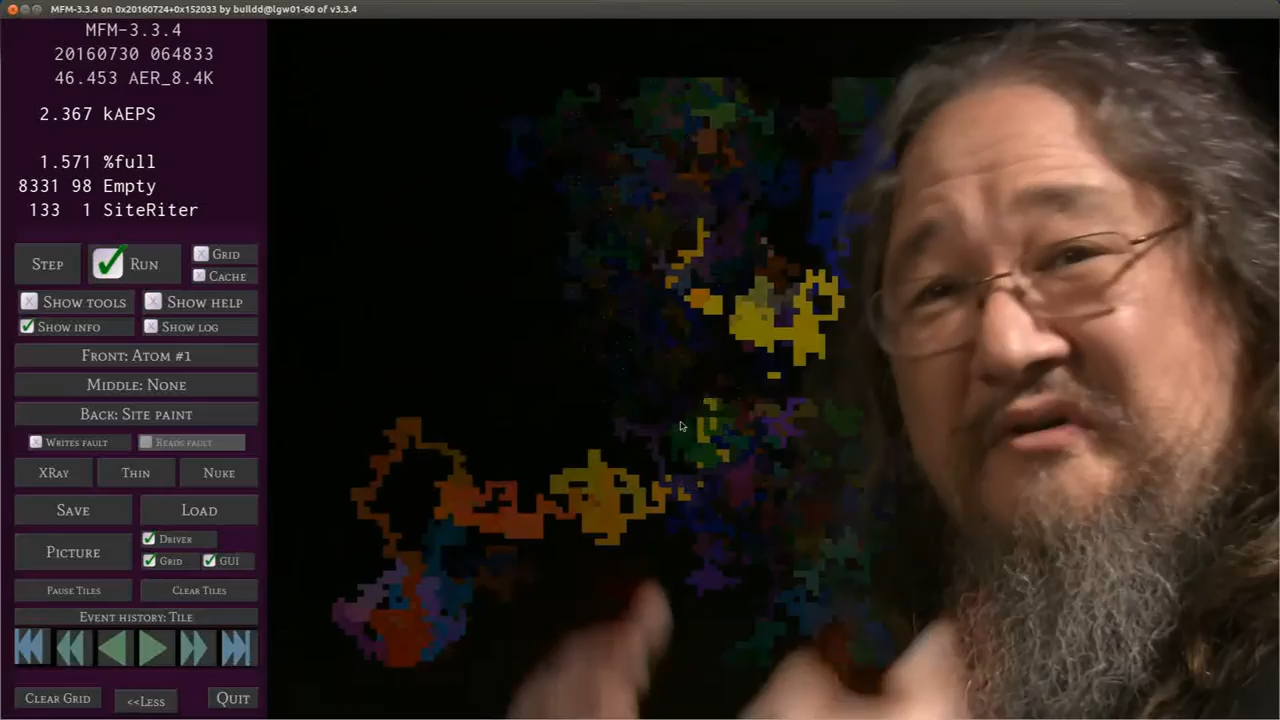 MFM-3.3.4 on 0x20160724+0x152033 by buildd@lgw01-60 of v3.3.4
MFM-3.3.4
20160730 064833
46.453 AER_8.4K
2.367 kAEPS
1.571 %full
8331 98 Empty
133 1 SiteRiter
Step
Run
Grid
Cache
Show tools
Show help
Show info
Show log
Front: Atom #1
Middle: None
Back: Site paint
Writes fault
Reads fault
XRay
Thin
Nuke
Save
Load
Picture
Driver
Grid
GUI
Pause Tiles
Clear Tiles
Event history: Tile
Clear Grid
<<Less
Quit